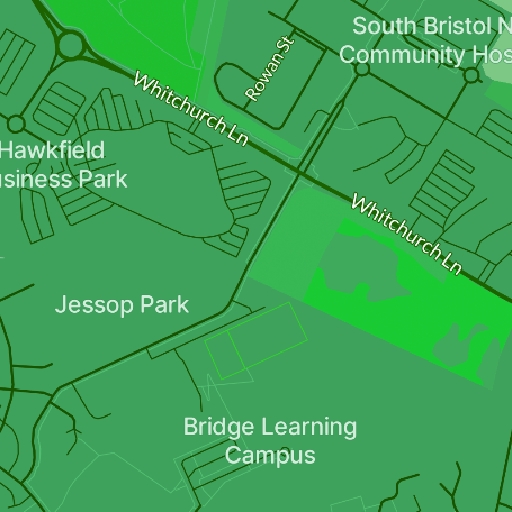 South Bristol N
Community Hos
Rowan St
Whitchurch Ln
Hawkfield
usiness Park
Whitchurch Ln
Jessop Park
Bridge Learning
Campus